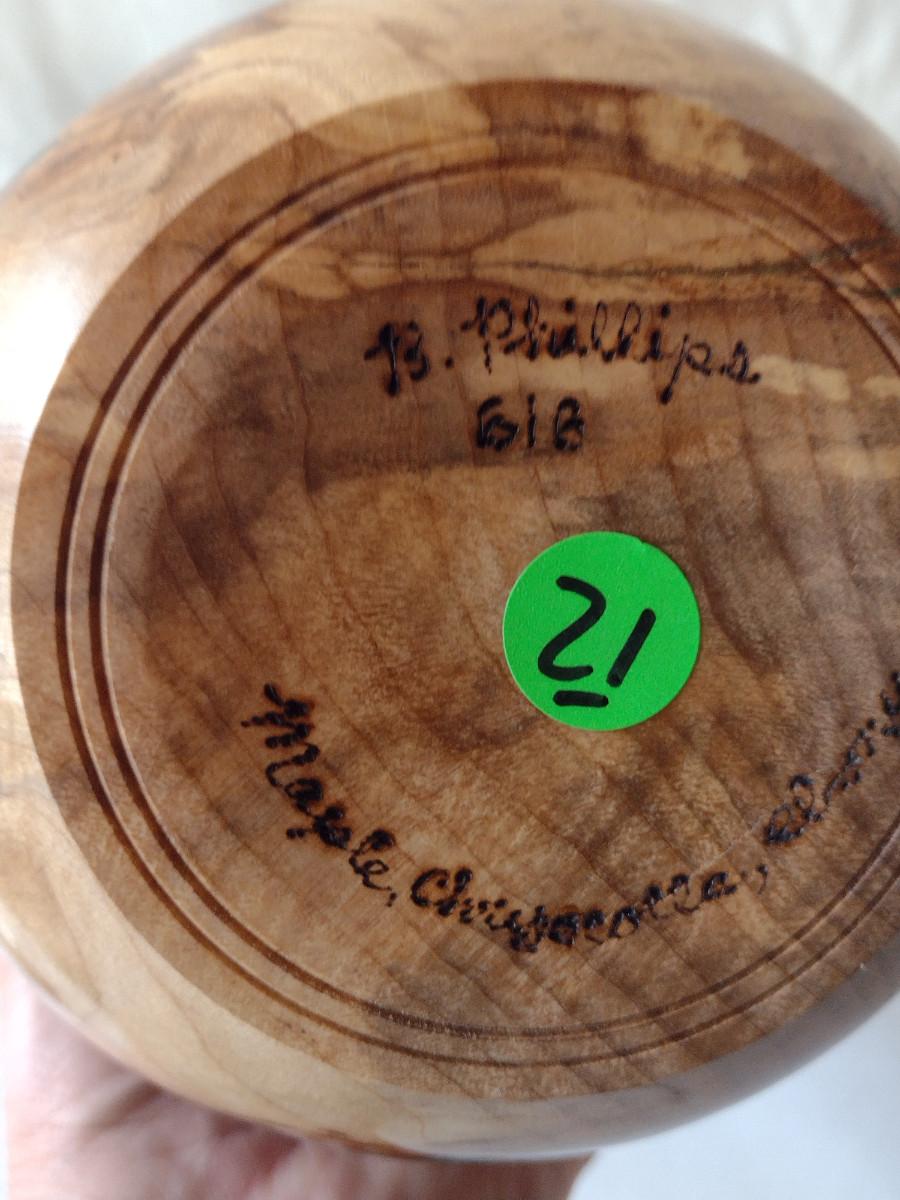 B. Phillips
618
21
Maple, Chrysocolla,